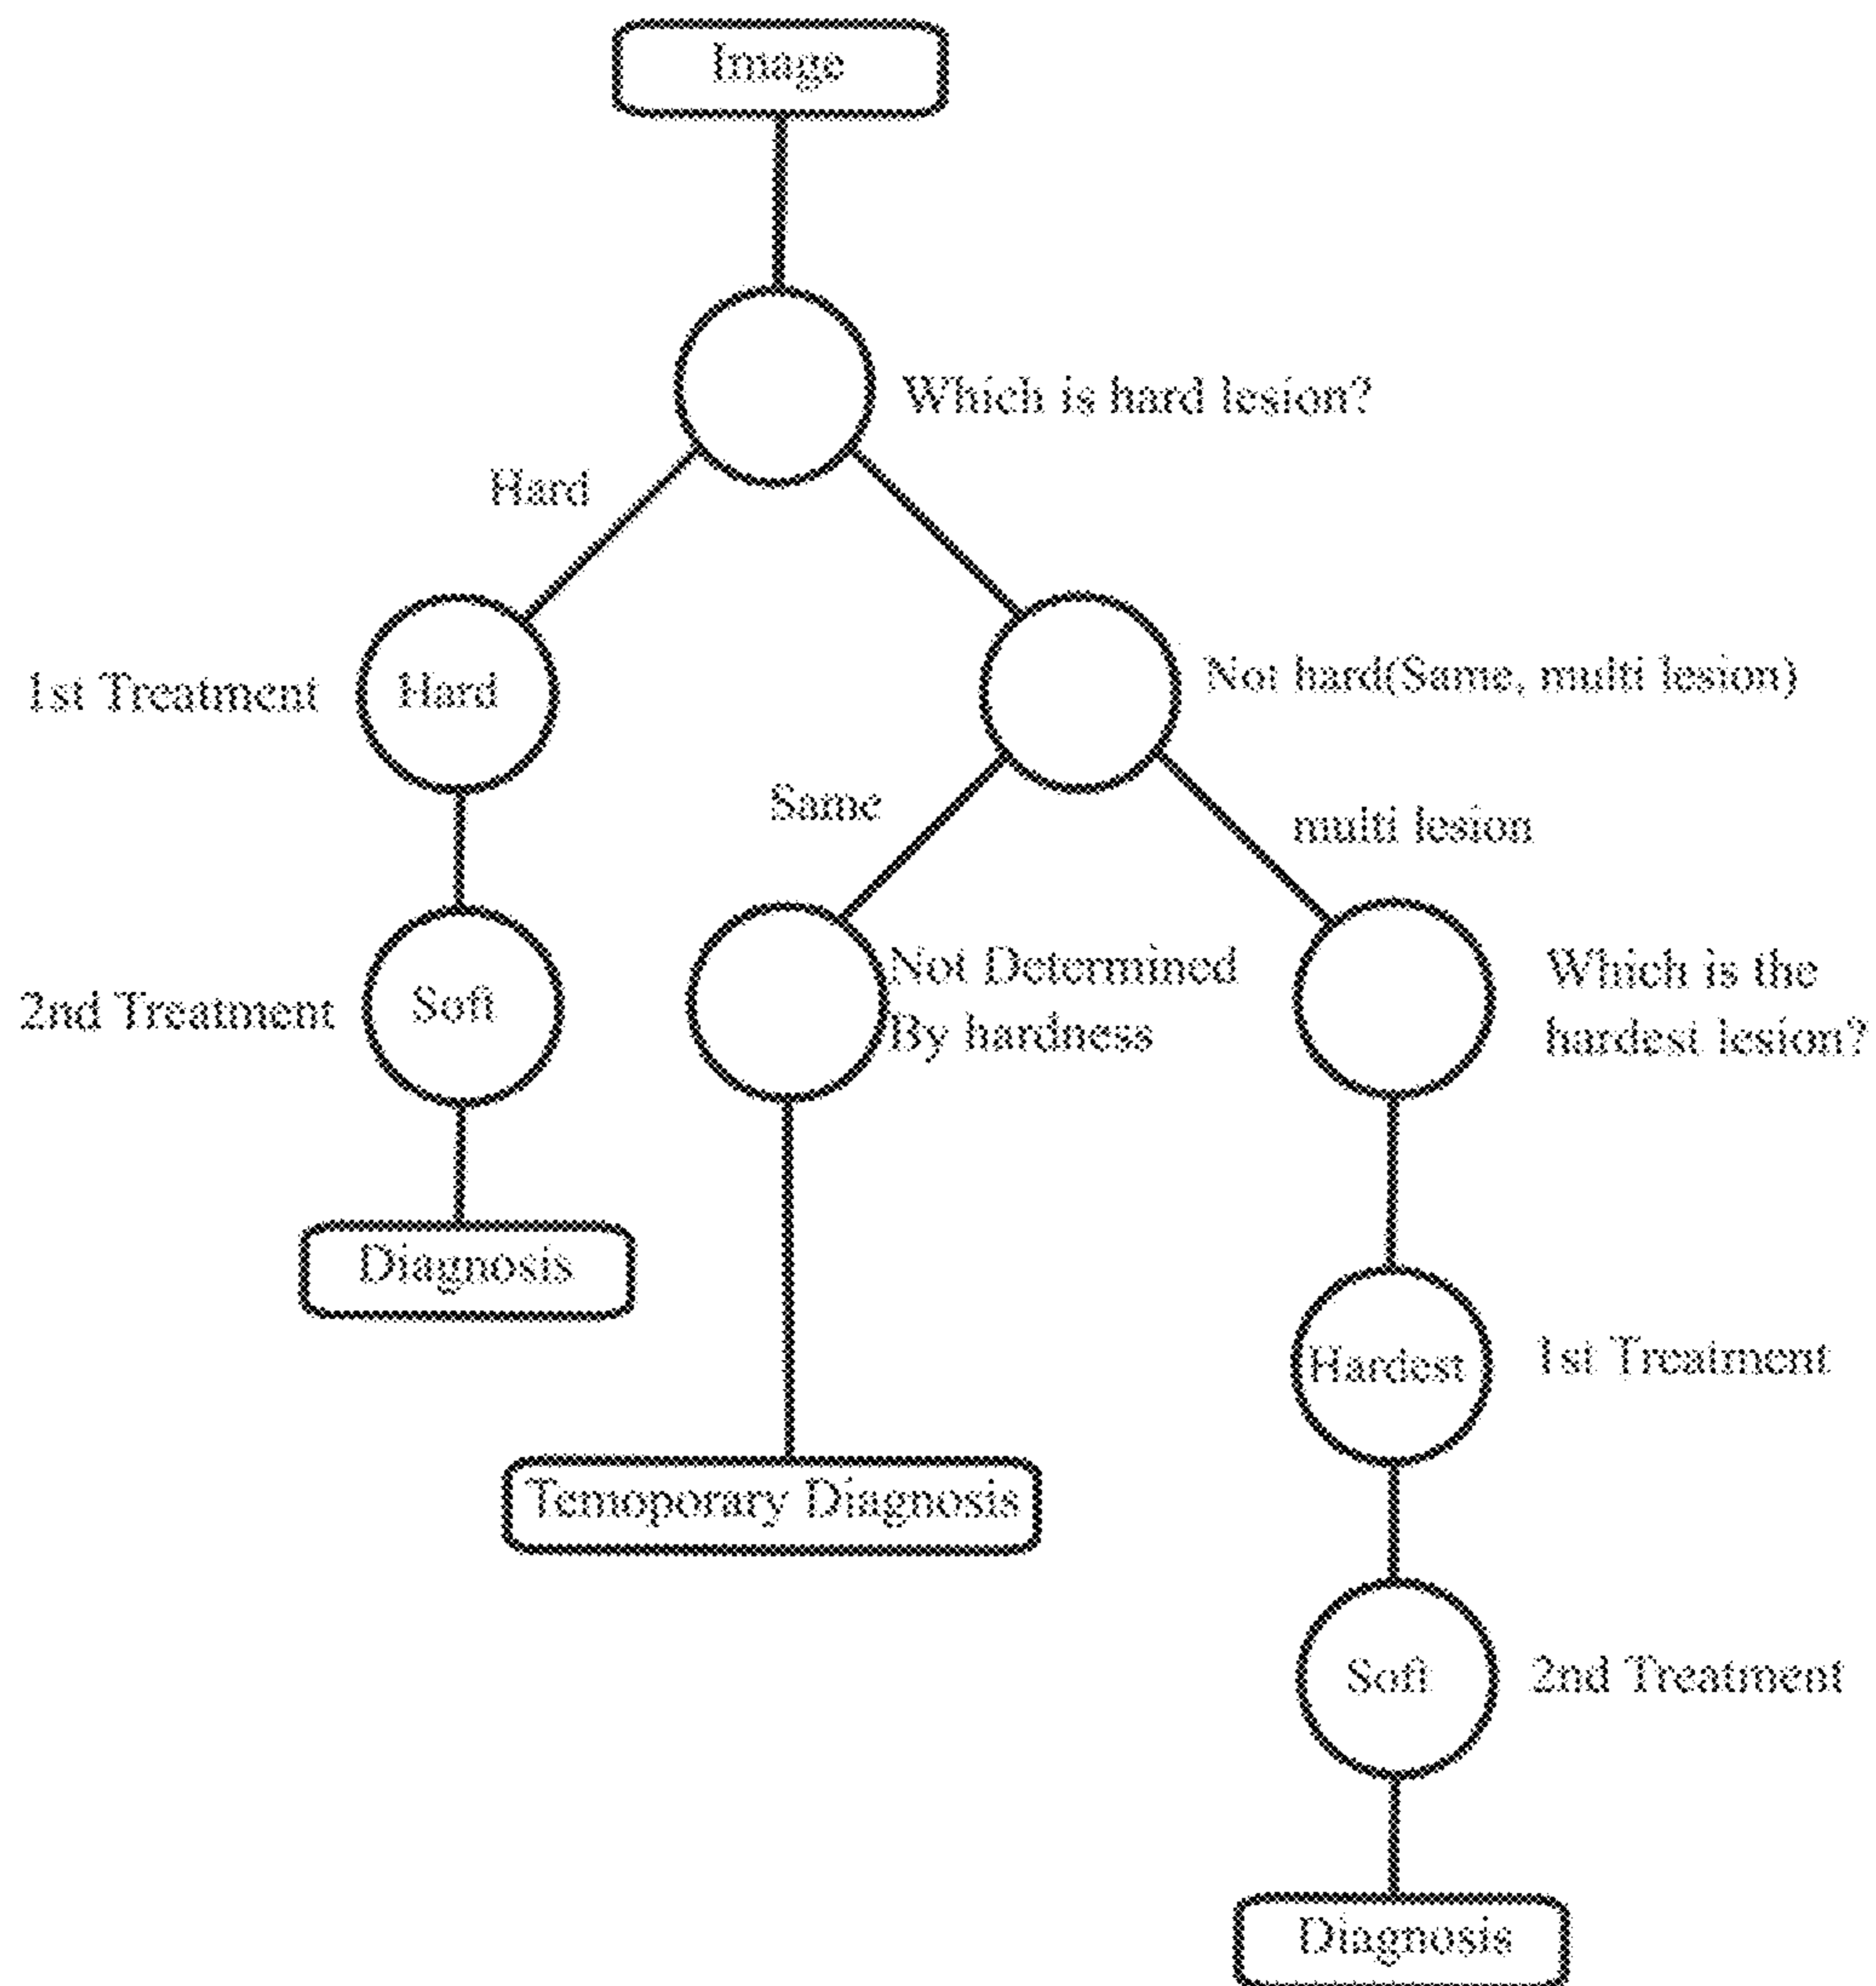 Image
Which is hard lesion?
Hard
1st Treatment
Hard
Not hard(Same, multi lesion)
Same
multi lesion
2nd Treatment
Soft
Not Determined
By hardness
Which is the
hardest lesion?
Diagnosis
Hardest
1st Treatment
Temoporary Diagnosis
Soft
2nd Treatment
Diagnosis